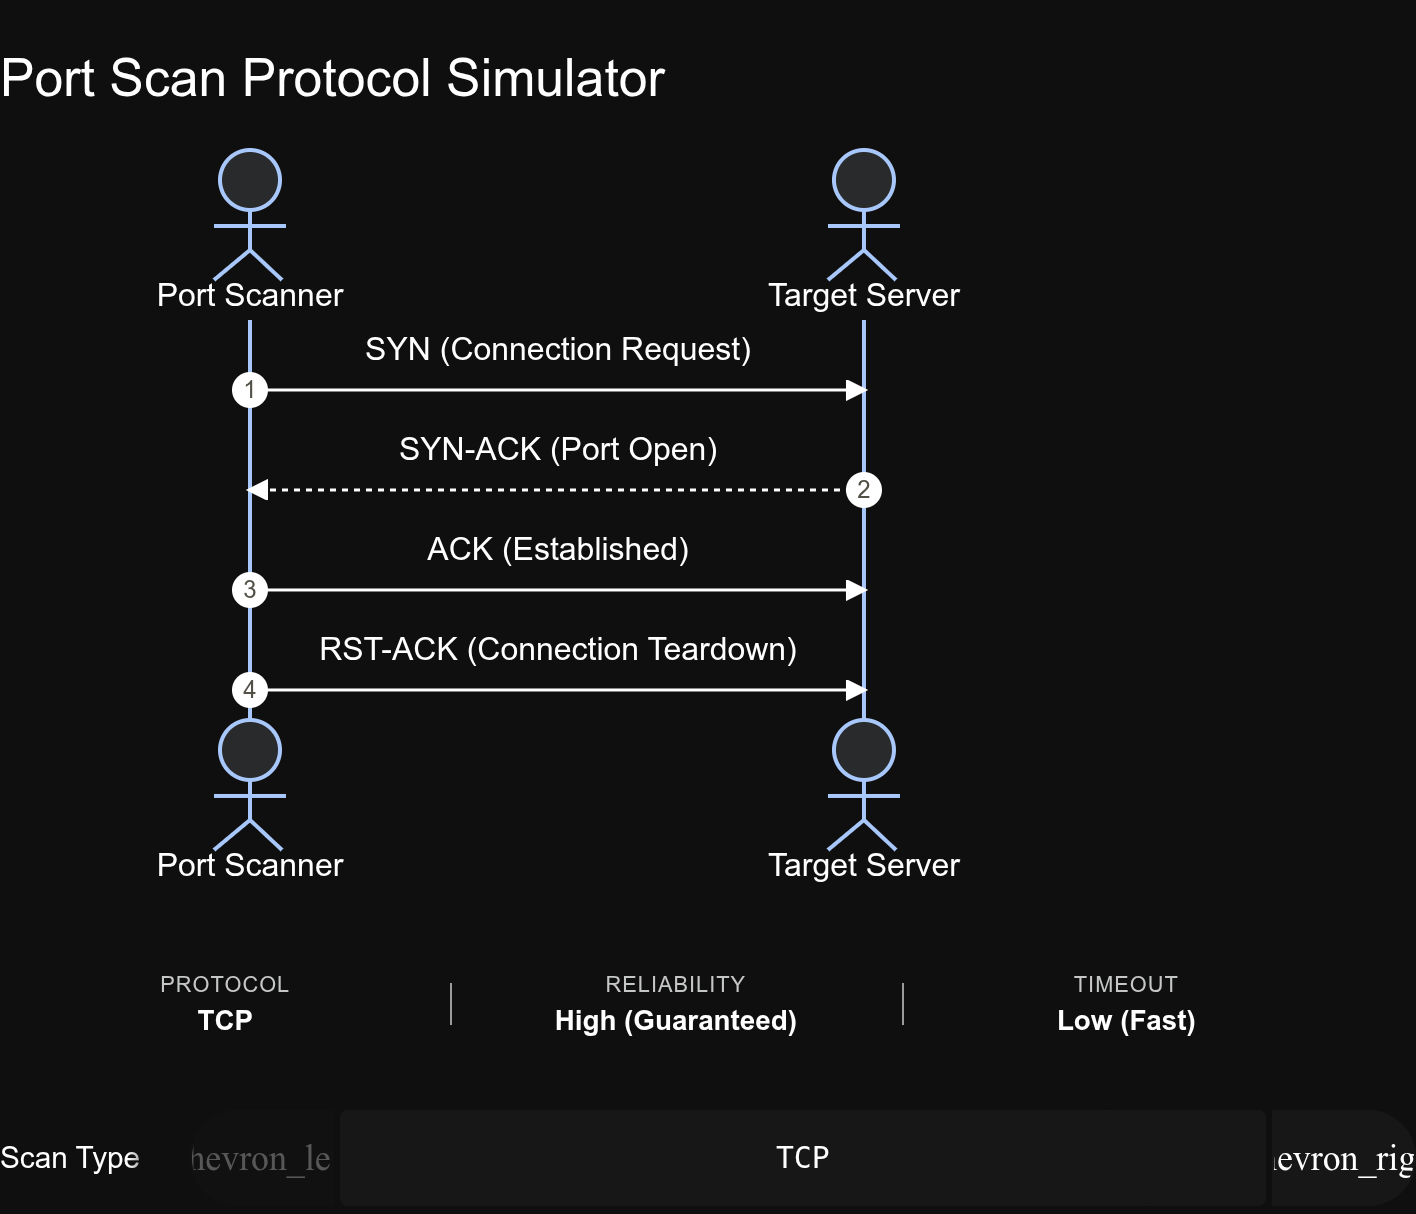 Port Scan Protocol Simulator
Port Scanner
Target Server
SYN (Connection Request)
1
SYN-ACK (Port Open)
2
ACK (Established)
3
RST-ACK (Connection Teardown)
4
Port Scanner
Target Server
PROTOCOL
TCP
RELIABILITY
High (Guaranteed)
TIMEOUT
Low (Fast)
Scan Type
hevron_le
TCP
evron_rig